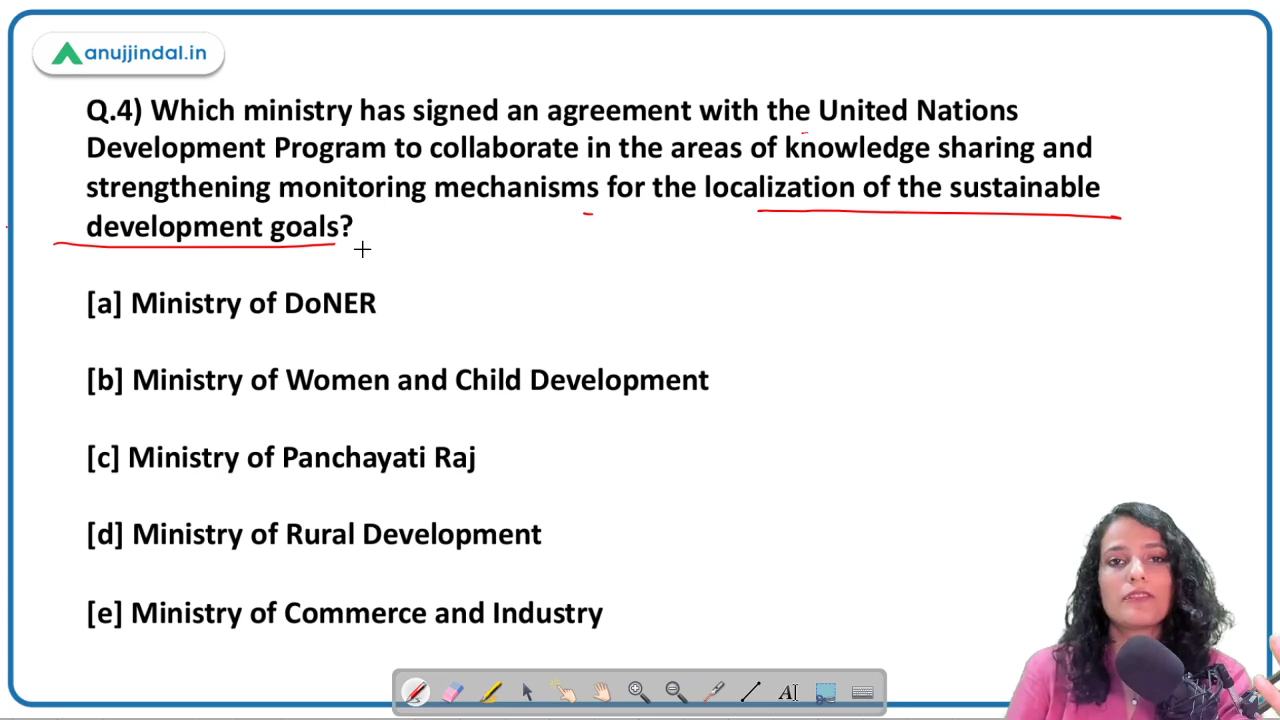 anujjindal.in
Q.4) Which ministry has signed an agreement with the United Nations
Development Program to collaborate in the areas of knowledge sharing and
strengthening monitoring mechanisms for the localization of the sustainable
development goals?
[a] Ministry of DoNER
[b] Ministry of Women and Child Development
[c] Ministry of Panchayati Raj
[d] Ministry of Rural Development
[e] Ministry of Commerce and Industry
AI